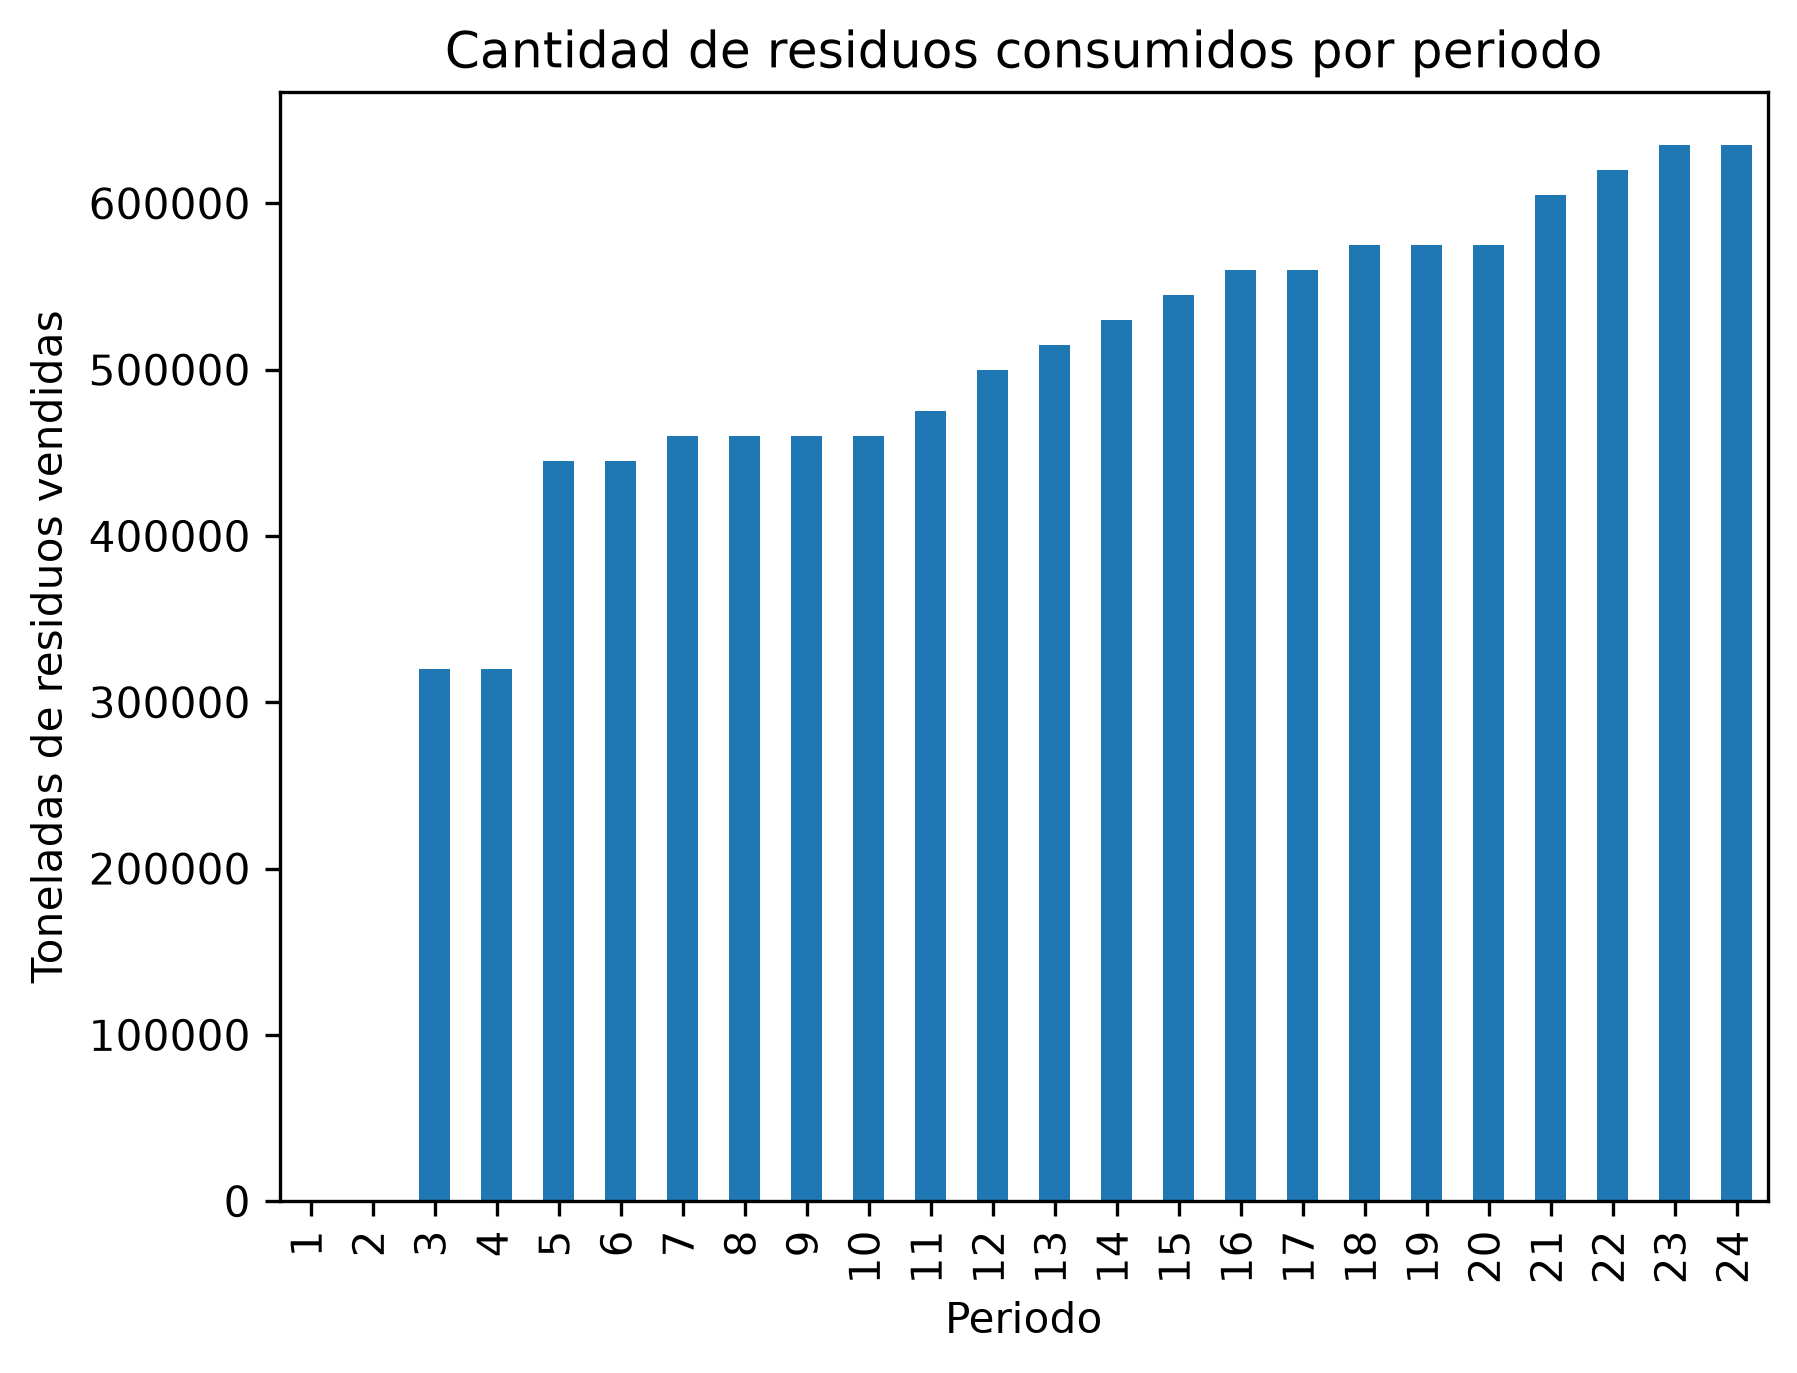 Cantidad de residuos consumidos por periodo
Toneladas de residuos vendidas
600000
500000
400000
300000
200000
100000
0
1 2 3 4 5 6 7 8 9 10 11 12 13 14 15 16 17 18 19 20 21 22 23 24
Periodo